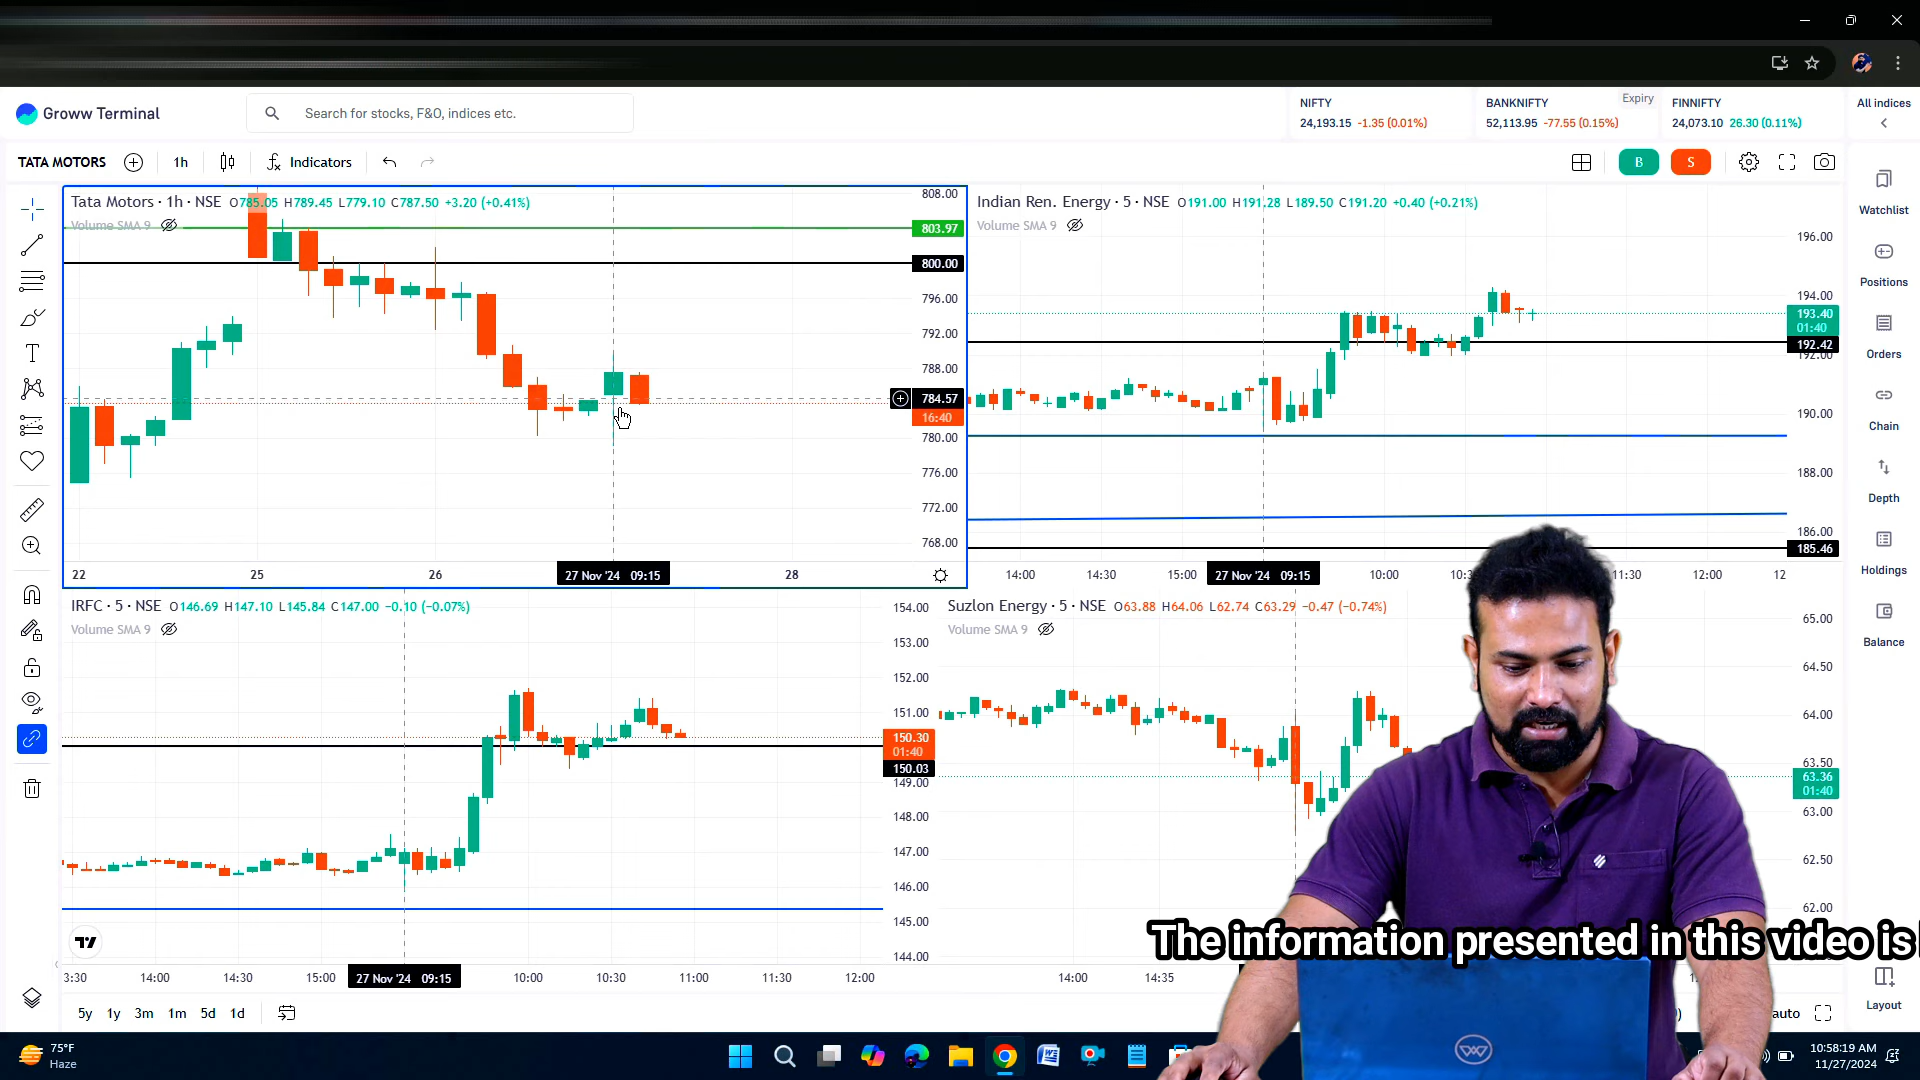 Groww Terminal
Search for stocks, F&O, indices etc.
NIFTY
24,193.15 -1.35 (0.01%)
BANKNIFTY
Expiry
52,113.95 -77.55 (0.15%)
FINNIFTY
24,073.10 26.30 (0.11%)
All indices
TATA MOTORS
1h
Indicators
B
S
Tata Motors · 1h · NSE O785.05 H789.45 L779.10 C787.50 +3.20 (+0.41%)
Volume SMA 9
808.00
803.97
800.00
796.00
792.00
788.00
784.57
16:40
780.00
776.00
772.00
768.00
22
25
26
27 Nov '24 09:15
28
Indian Ren. Energy · 5 · NSE O191.00 H191.28 L189.50 C191.20 +0.40 (+0.21%)
Volume SMA 9
196.00
194.00
193.40
01:40
192.42
192.00
190.00
188.00
186.00
185.46
14:00
14:30
15:00
27 Nov '24 09:15
10:00
11:30
12:00
12
IRFC · 5 · NSE O146.69 H147.10 L145.84 C147.00 -0.10 (-0.07%)
Volume SMA 9
154.00
153.00
152.00
151.00
150.30
01:40
150.03
149.00
148.00
147.00
146.00
145.00
144.00
3:30
14:00
14:30
15:00
27 Nov '24 09:15
10:00
10:30
11:00
11:30
12:00
Suzlon Energy · 5 · NSE O63.88 H64.06 L62.74 C63.29 -0.47 (-0.74%)
Volume SMA 9
65.00
64.50
64.00
63.50
63.36
01:40
63.00
62.50
62.00
14:00
14:35
The information presented in this video is
Watchlist
Positions
Orders
Chain
Depth
Holdings
Balance
Layout
5y 1y 3m 1m 5d 1d
auto
75°F
Haze
10:58:19 AM
11/27/2024